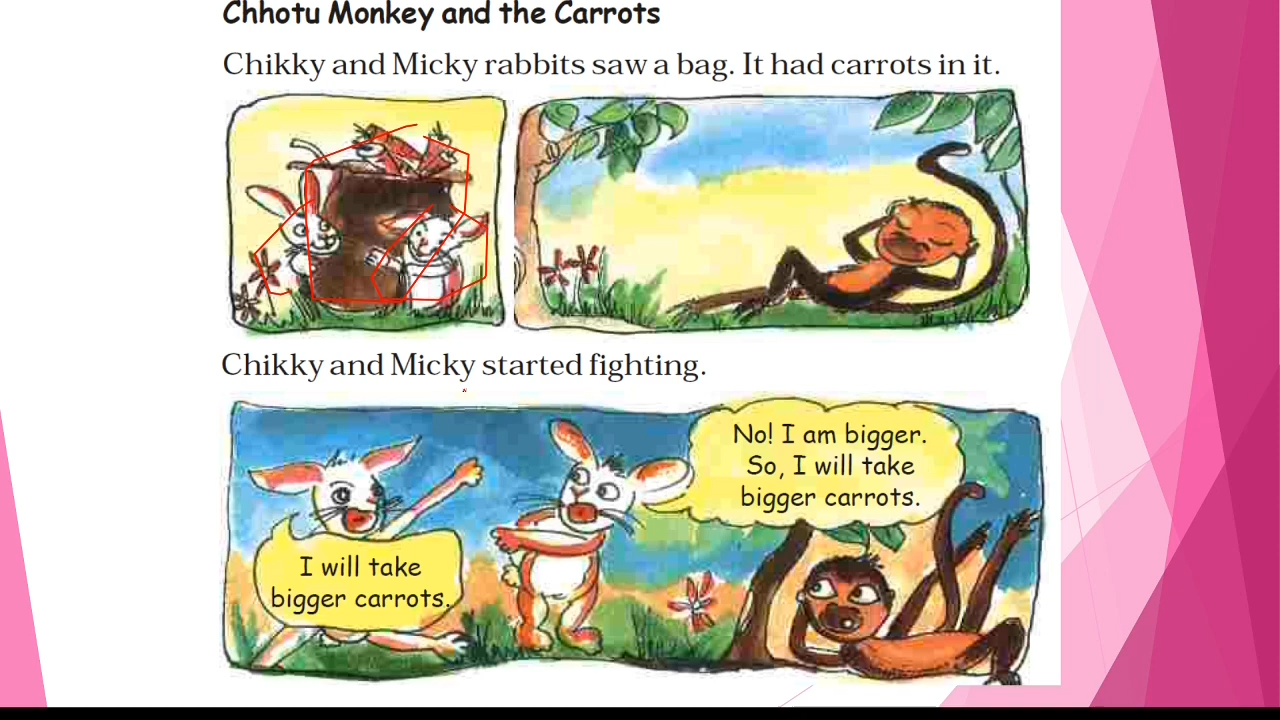 Chhotu Monkey and the Carrots
Chikky and Micky rabbits saw a bag. It had carrots in it.
Chikky and Micky started fighting.
I will take
bigger carrots.
No! I am bigger.
So, I will take
bigger carrots.